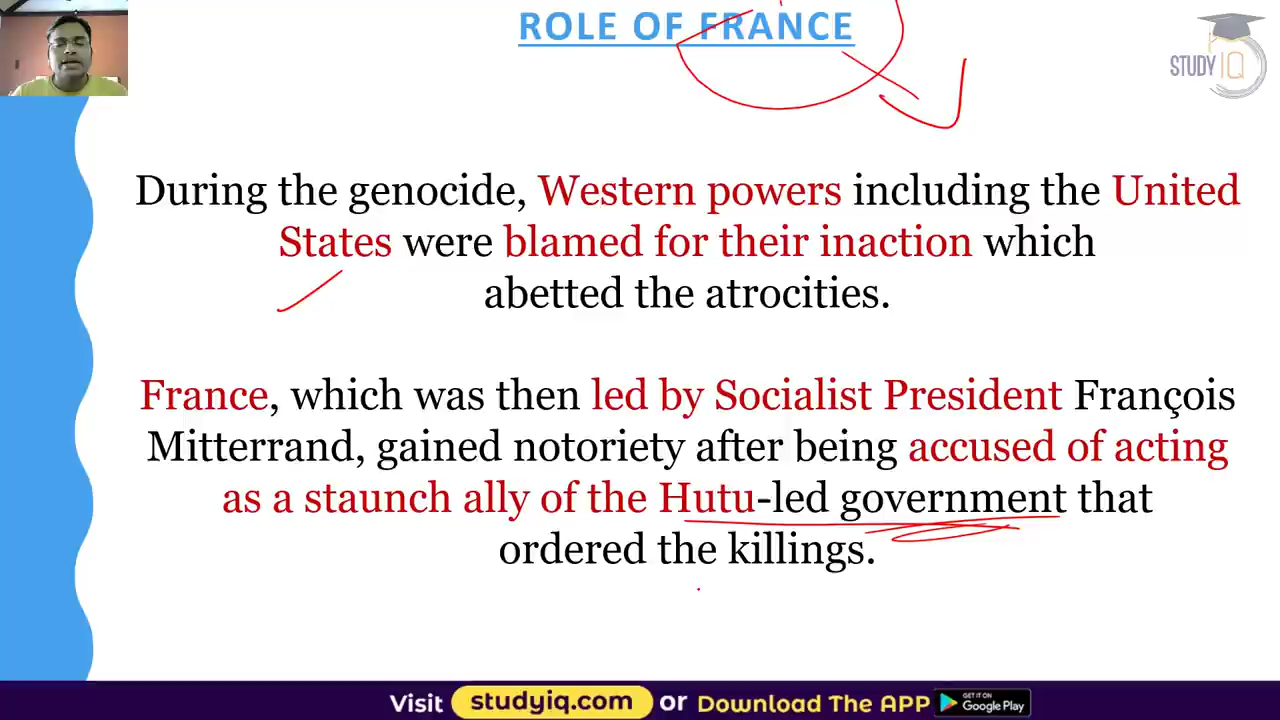 ROLE OF FRANCE
STUDY IQ
During the genocide, Western powers including the United
States were blamed for their inaction which
abetted the atrocities.
France, which was then led by Socialist President François
Mitterrand, gained notoriety after being accused of acting
as a staunch ally of the Hutu-led government that
ordered the killings.
Visit studyiq.com or Download The APP GET IT ON Google Play